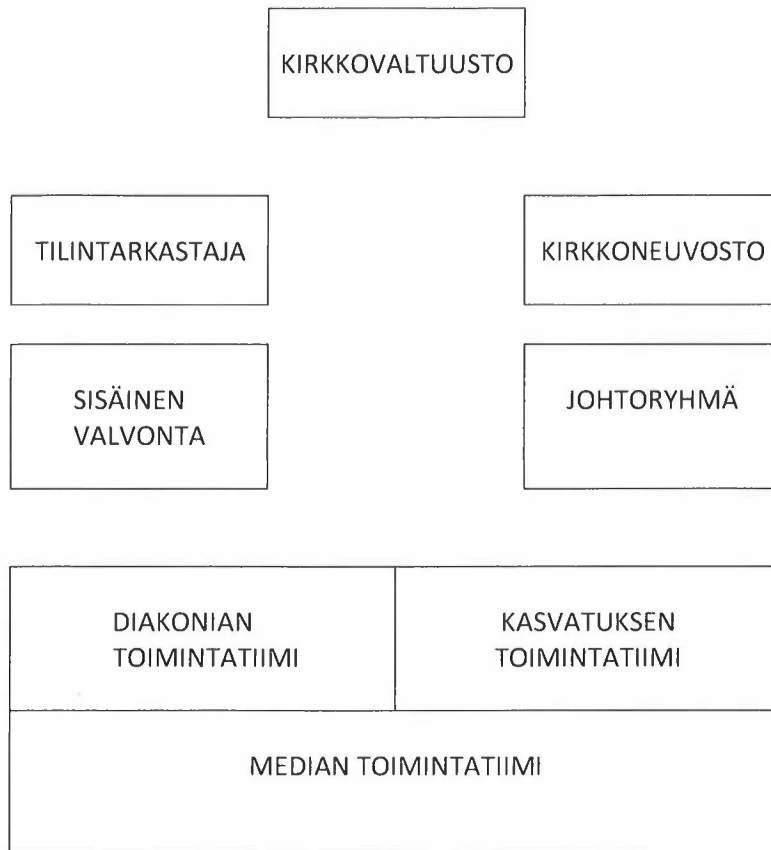 KIRKKOVALTUUSTO
TILINTARKASTAJA
KIRKKONEUVOSTO
SISÄINEN
VALVONTA
JOHTORYHMÄ
DIAKONIAN
TOIMINTATIIMI
KASVATUKSEN
TOIMINTATIIMI
MEDIAN TOIMINTATIIMI